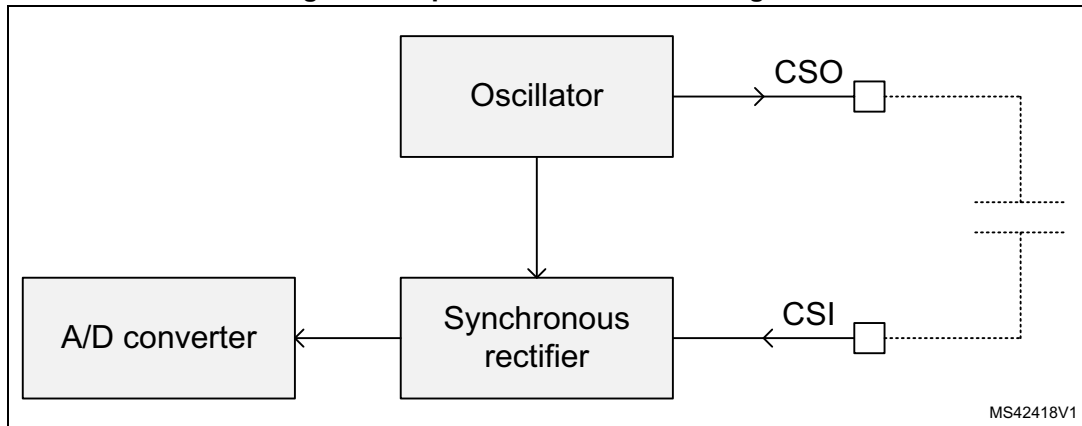 Oscillator
CSO
A/D converter
Synchronous
rectifier
CSI
MS42418V1